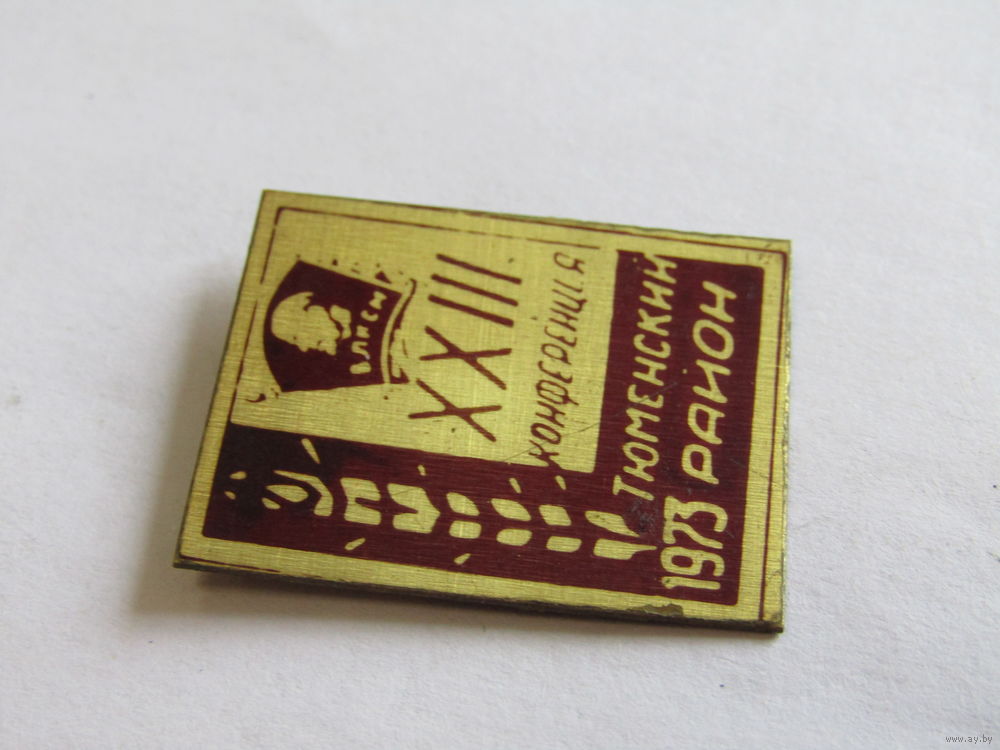 ВЛКСМ
XXIII
КОНФЕРЕНЦИЯ
ТЮМЕНСКИЙ
РАЙОН
1973
www.ay.by